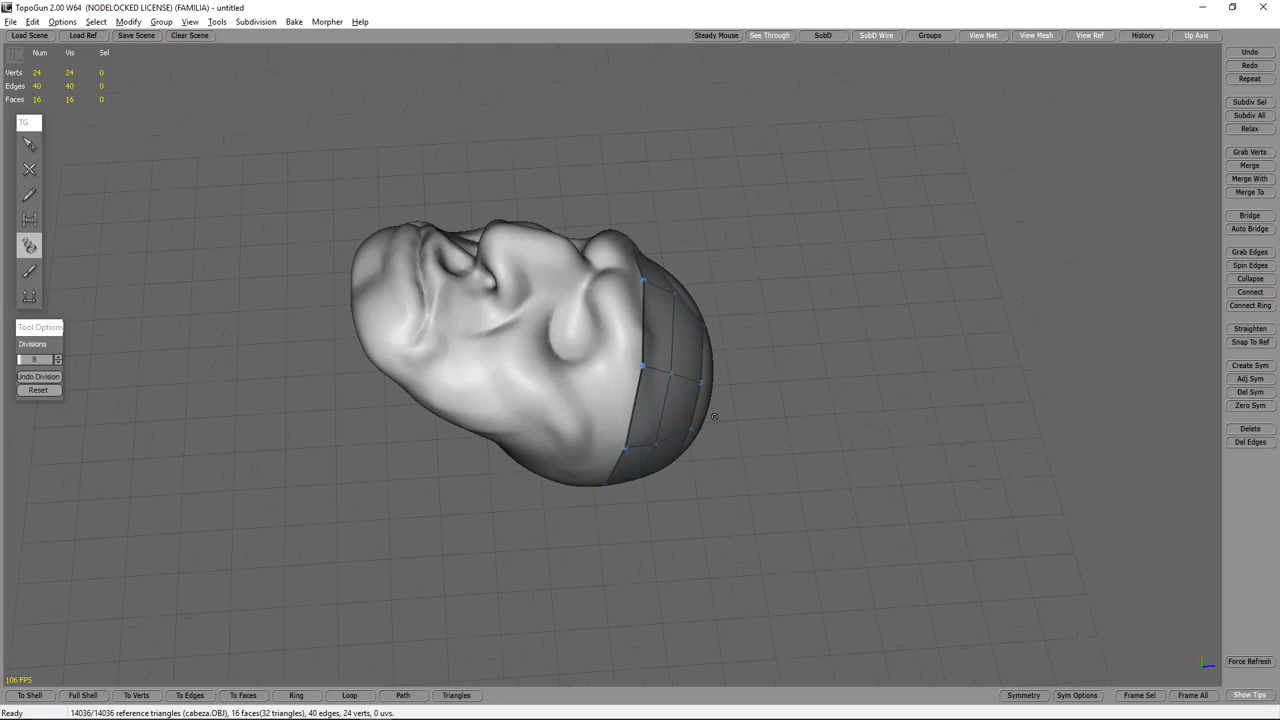 TopoGun 2.00 W64 (NODELOCKED LICENSE) (FAMILIA) - untitled
File Edit Options Select Modify Group View Tools Subdivision Bake Morpher Help
Load Scene Load Ref Save Scene Clear Scene Steady Mouse See Through SubD SubD Wire Groups View Net View Mesh View Ref History Up Axis
Num Vis Sel
Verts 24 24 0
Edges 40 40 0
Faces 16 16 0
TG
Tool Options
Divisions
8
Undo Division
Reset
Undo
Redo
Repeat
Subdiv Sel
Subdiv All
Relax
Grab Verts
Merge
Merge With
Merge To
Bridge
Auto Bridge
Grab Edges
Spin Edges
Collapse
Connect
Connect Ring
Straighten
Snap To Ref
Create Sym
Adj Sym
Del Sym
Zero Sym
Delete
Del Edges
Force Refresh
106 FPS
To Shell Full Shell To Verts To Edges To Faces Ring Loop Path Triangles Symmetry Sym Options Frame Sel Frame All Show Tips
Ready 14036/14036 reference triangles (cabeza.OBJ), 16 faces(32 triangles), 40 edges, 24 verts, 0 uvs.